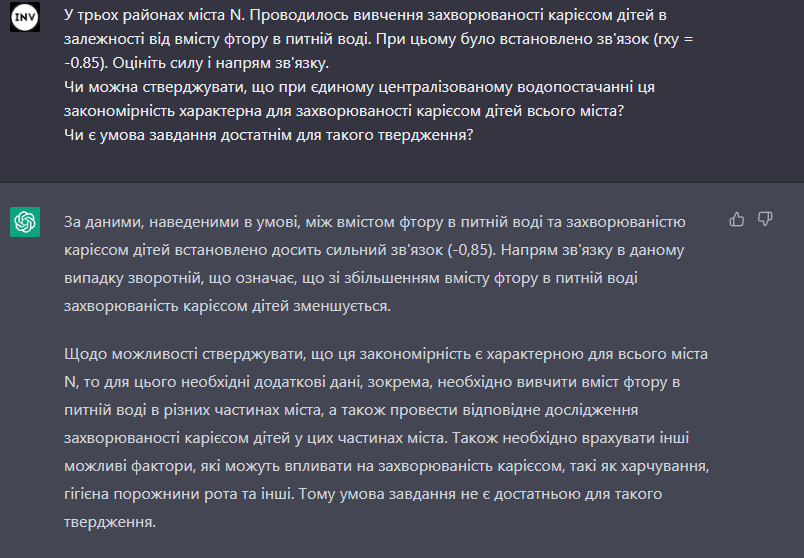 INV
У трьох районах міста N. Проводилось вивчення захворюваності карієсом дітей в
залежності від вмісту фтору в питній воді. При цьому було встановлено зв'язок (rxy =
-0.85). Оцініть силу і напрям зв'язку.
Чи можна стверджувати, що при єдиному централізованому водопостачанні ця
закономірність характерна для захворюваності карієсом дітей всього міста?
Чи є умова завдання достатнім для такого твердження?
За даними, наведеними в умові, між вмістом фтору в питній воді та захворюваністю
карієсом дітей встановлено досить сильний зв'язок (-0,85). Напрям зв'язку в даному
випадку зворотній, що означає, що зі збільшенням вмісту фтору в питній воді
захворюваність карієсом дітей зменшується.
Щодо можливості стверджувати, що ця закономірність є характерною для всього міста
N, то для цього необхідні додаткові дані, зокрема, необхідно вивчити вміст фтору в
питній воді в різних частинах міста, а також провести відповідне дослідження
захворюваності карієсом дітей у цих частинах міста. Також необхідно врахувати інші
можливі фактори, які можуть впливати на захворюваність карієсом, такі як харчування,
гігієна порожнини рота та інші. Тому умова завдання не є достатньою для такого
твердження.